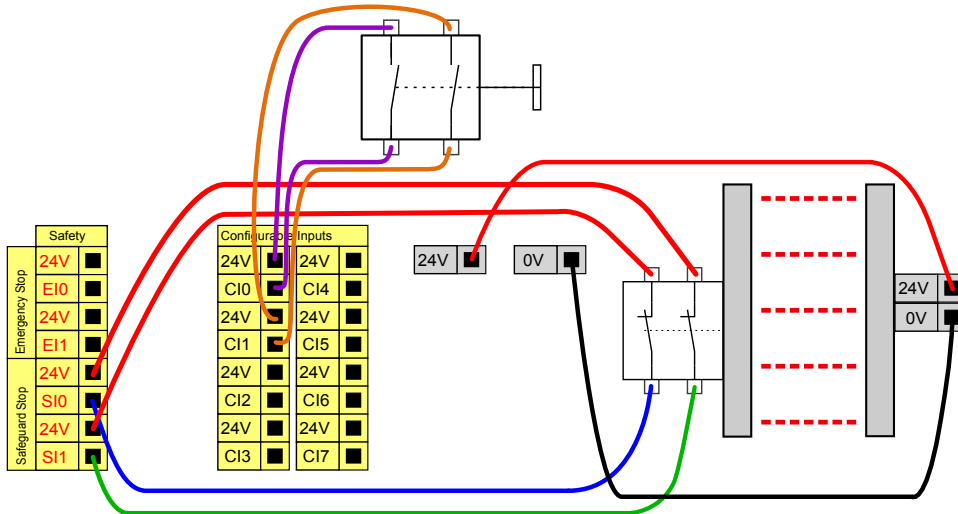 Safety
Emergency Stop
24V
EI0
24V
EI1
Safeguard Stop
24V
SI0
24V
SI1
Configurable Inputs
24V 24V
CI0 CI4
24V 24V
CI1 CI5
24V 24V
CI2 CI6
24V 24V
CI3 CI7
24V
0V
24V
0V